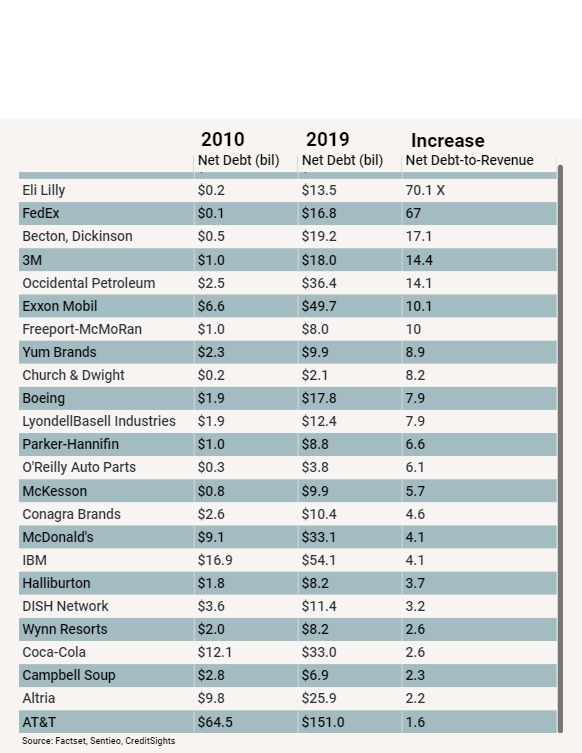 2010 2019 Increase
Net Debt (bil) Net Debt (bil) Net Debt-to-Revenue
Eli Lilly $0.2 $13.5 70.1 X
FedEx $0.1 $16.8 67
Becton, Dickinson $0.5 $19.2 17.1
3M $1.0 $18.0 14.4
Occidental Petroleum $2.5 $36.4 14.1
Exxon Mobil $6.6 $49.7 10.1
Freeport-McMoRan $1.0 $8.0 10
Yum Brands $2.3 $9.9 8.9
Church & Dwight $0.2 $2.1 8.2
Boeing $1.9 $17.8 7.9
LyondellBasell Industries $1.9 $12.4 7.9
Parker-Hannifin $1.0 $8.8 6.6
O'Reilly Auto Parts $0.3 $3.8 6.1
McKesson $0.8 $9.9 5.7
Conagra Brands $2.6 $10.4 4.6
McDonald's $9.1 $33.1 4.1
IBM $16.9 $54.1 4.1
Halliburton $1.8 $8.2 3.7
DISH Network $3.6 $11.4 3.2
Wynn Resorts $2.0 $8.2 2.6
Coca-Cola $12.1 $33.0 2.6
Campbell Soup $2.8 $6.9 2.3
Altria $9.8 $25.9 2.2
AT&T $64.5 $151.0 1.6
Source: Factset, Sentieo, CreditSights